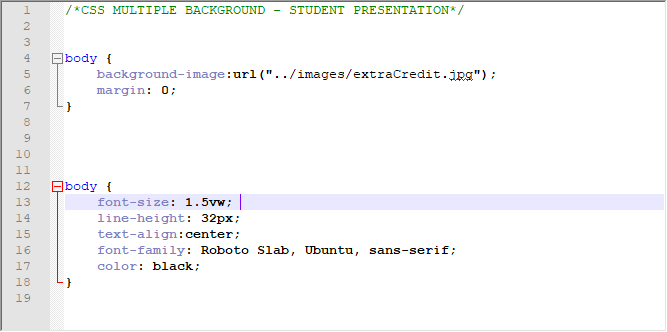 1 /*CSS MULTIPLE BACKGROUND - STUDENT PRESENTATION*/
2
3
4 body {
5 background-image:url("../images/extraCredit.jpg");
6 margin: 0;
7 }
8
9
10
11
12 body {
13 font-size: 1.5vw;
14 line-height: 32px;
15 text-align:center;
16 font-family: Roboto Slab, Ubuntu, sans-serif;
17 color: black;
18 }
19